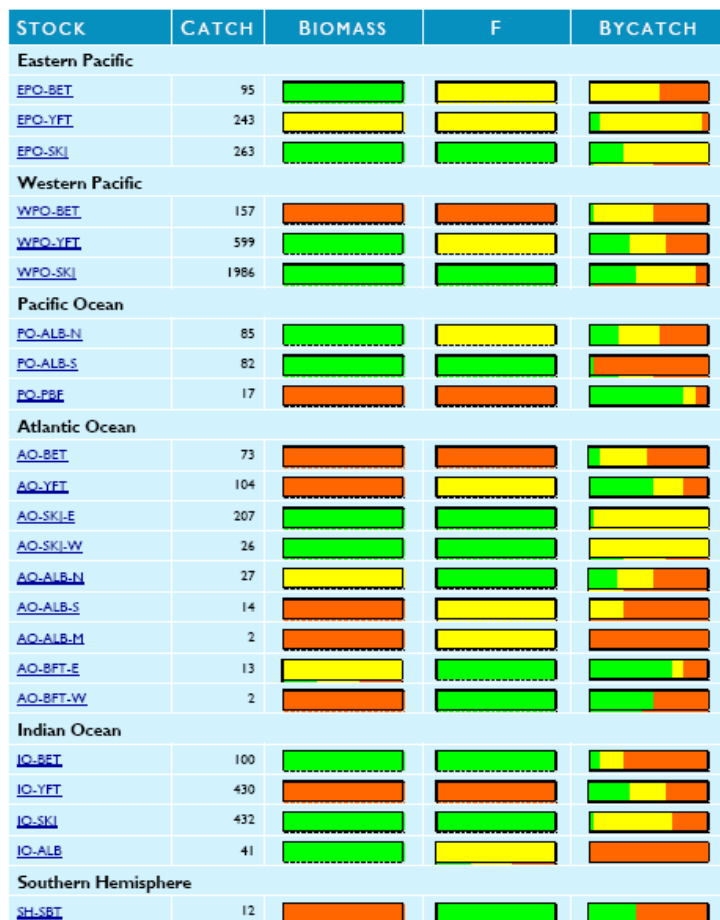 STOCK CATCH BIOMASS F BYCATCH
Eastern Pacific
EPO-BET 95
EPO-YFT 243
EPO-SKJ 263
Western Pacific
WPO-BET 157
WPO-YFT 599
WPO-SKJ 1986
Pacific Ocean
PO-ALB-N 85
PO-ALB-S 82
PO-PBF 17
Atlantic Ocean
AO-BET 73
AO-YFT 104
AO-SKJ-E 207
AO-SKJ-W 26
AO-ALB-N 27
AO-ALB-S 14
AO-ALB-M 2
AO-BFT-E 13
AO-BFT-W 2
Indian Ocean
IO-BET 100
IO-YFT 430
IO-SKJ 432
IO-ALB 41
Southern Hemisphere
SH-SBT 12